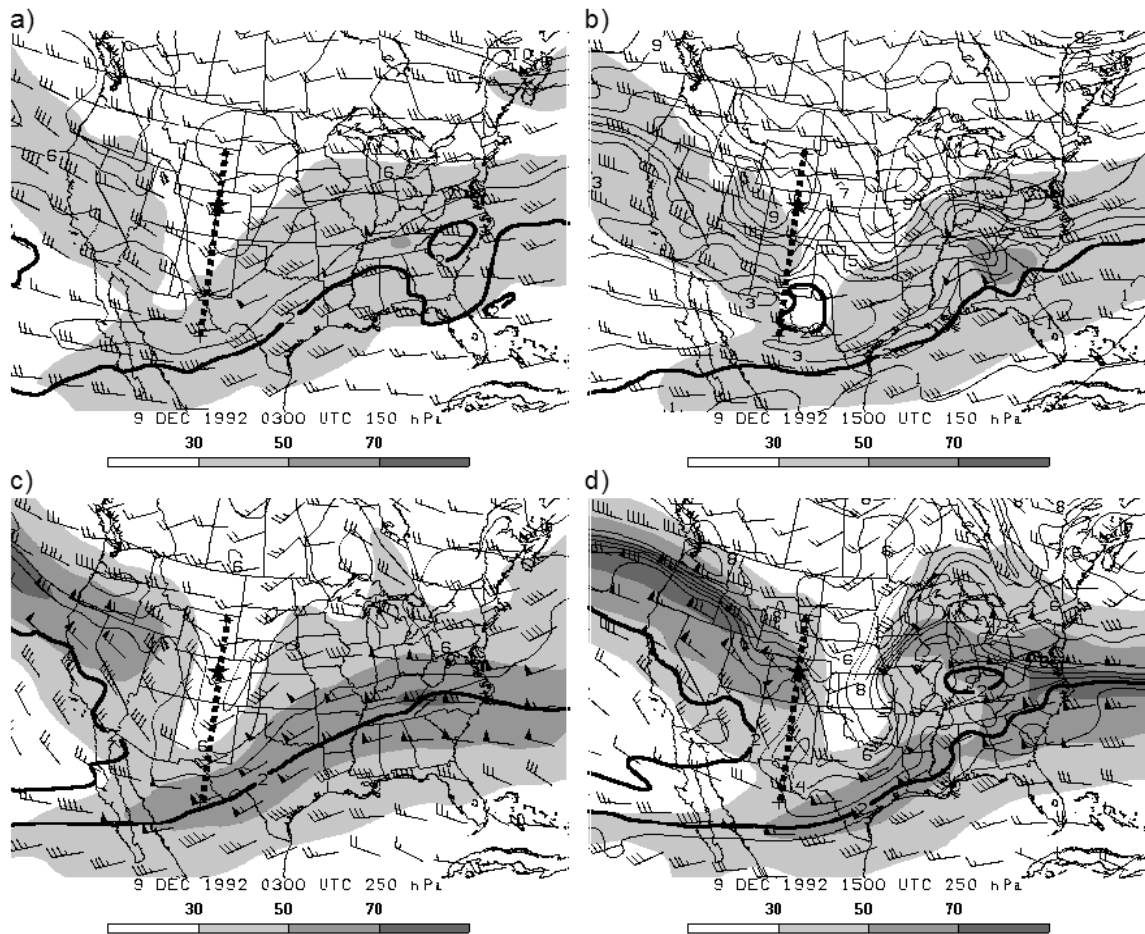 a)
b)
9 DEC 1992 0300 UTC 150 hPa
9 DEC 1992 1500 UTC 150 hPa
30 50 70
30 50 70
c)
d)
9 DEC 1992 0300 UTC 250 hPa
9 DEC 1992 1500 UTC 250 hPa
30 50 70
30 50 70